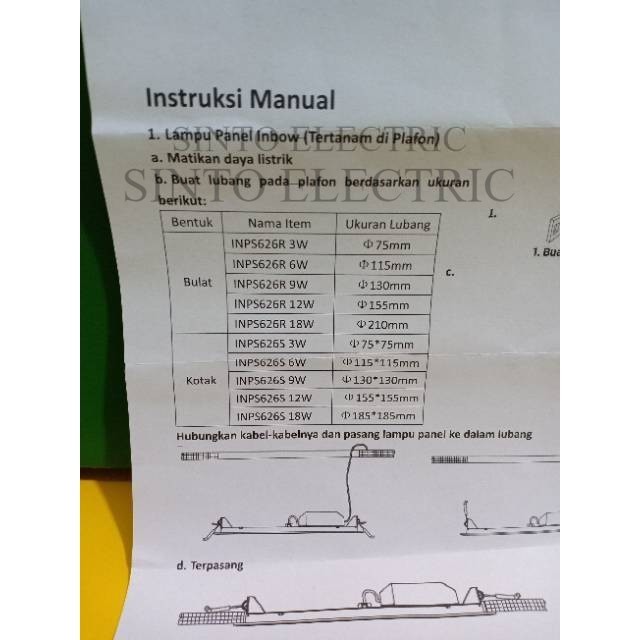 Instruksi Manual
1. Lampu Panel Inbow (Tertanam di Plafon)
SINTO ELECTRIC
a. Matikan daya listrik
b. Buat lubang pada plafon berdasarkan ukuran
SINTO ELECTRIC
berikut:
Bentuk Nama Item Ukuran Lubang
Bulat
INPS626R 3W Φ75mm
INPS626R 6W Φ115mm
INPS626R 9W Φ130mm
INPS626R 12W Φ155mm
INPS626R 18W Φ210mm
Kotak
INPS626S 3W Φ75*75mm
INPS626S 6W Φ115*115mm
INPS626S 9W Φ130*130mm
INPS626S 12W Φ155*155mm
INPS626S 18W Φ185*185mm
1.
1. Bua
c.
Hubungkan kabel-kabelnya dan pasang lampu panel ke dalam lubang
d. Terpasang